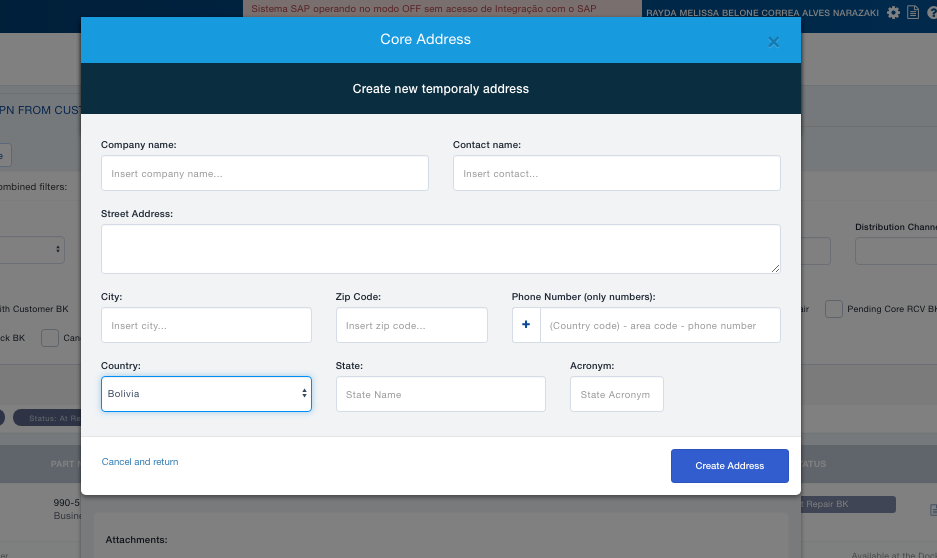 Sistema SAP operando no modo OFF sem acesso de Integração com o SAP
RAYDA MELISSA BELONE CORREA ALVES NARAZAKI
Core Address
×
Create new temporaly address
PN FROM CUS
Company name:
Contact name:
Insert company name...
Insert contact...
ombined filters:
Street Address:
Distribution Channe
City:
Zip Code:
Phone Number (only numbers):
ith Customer BK
Pending Core RCV BK
Insert city...
Insert zip code...
+
(Country code) - area code - phone number
ck BK
Can
Country:
State:
Acronym:
Bolivia
State Name
State Acronym
Status: At Re
Cancel and return
Create Address
PART N
ATUS
990-5
Busine
t Repair BK
Attachments:
Available at the Doc